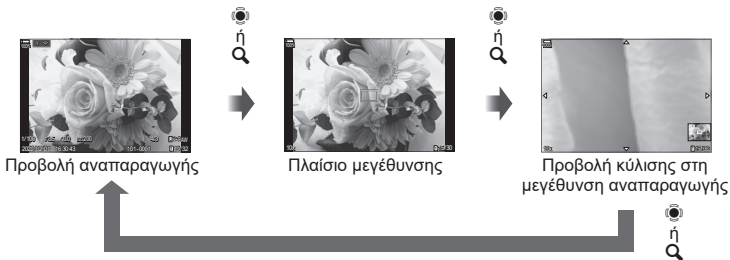 ή
ή
Προβολή αναπαραγωγής
Πλαίσιο μεγέθυνσης
Προβολή κύλισης στη
μεγέθυνση αναπαραγωγής
ή